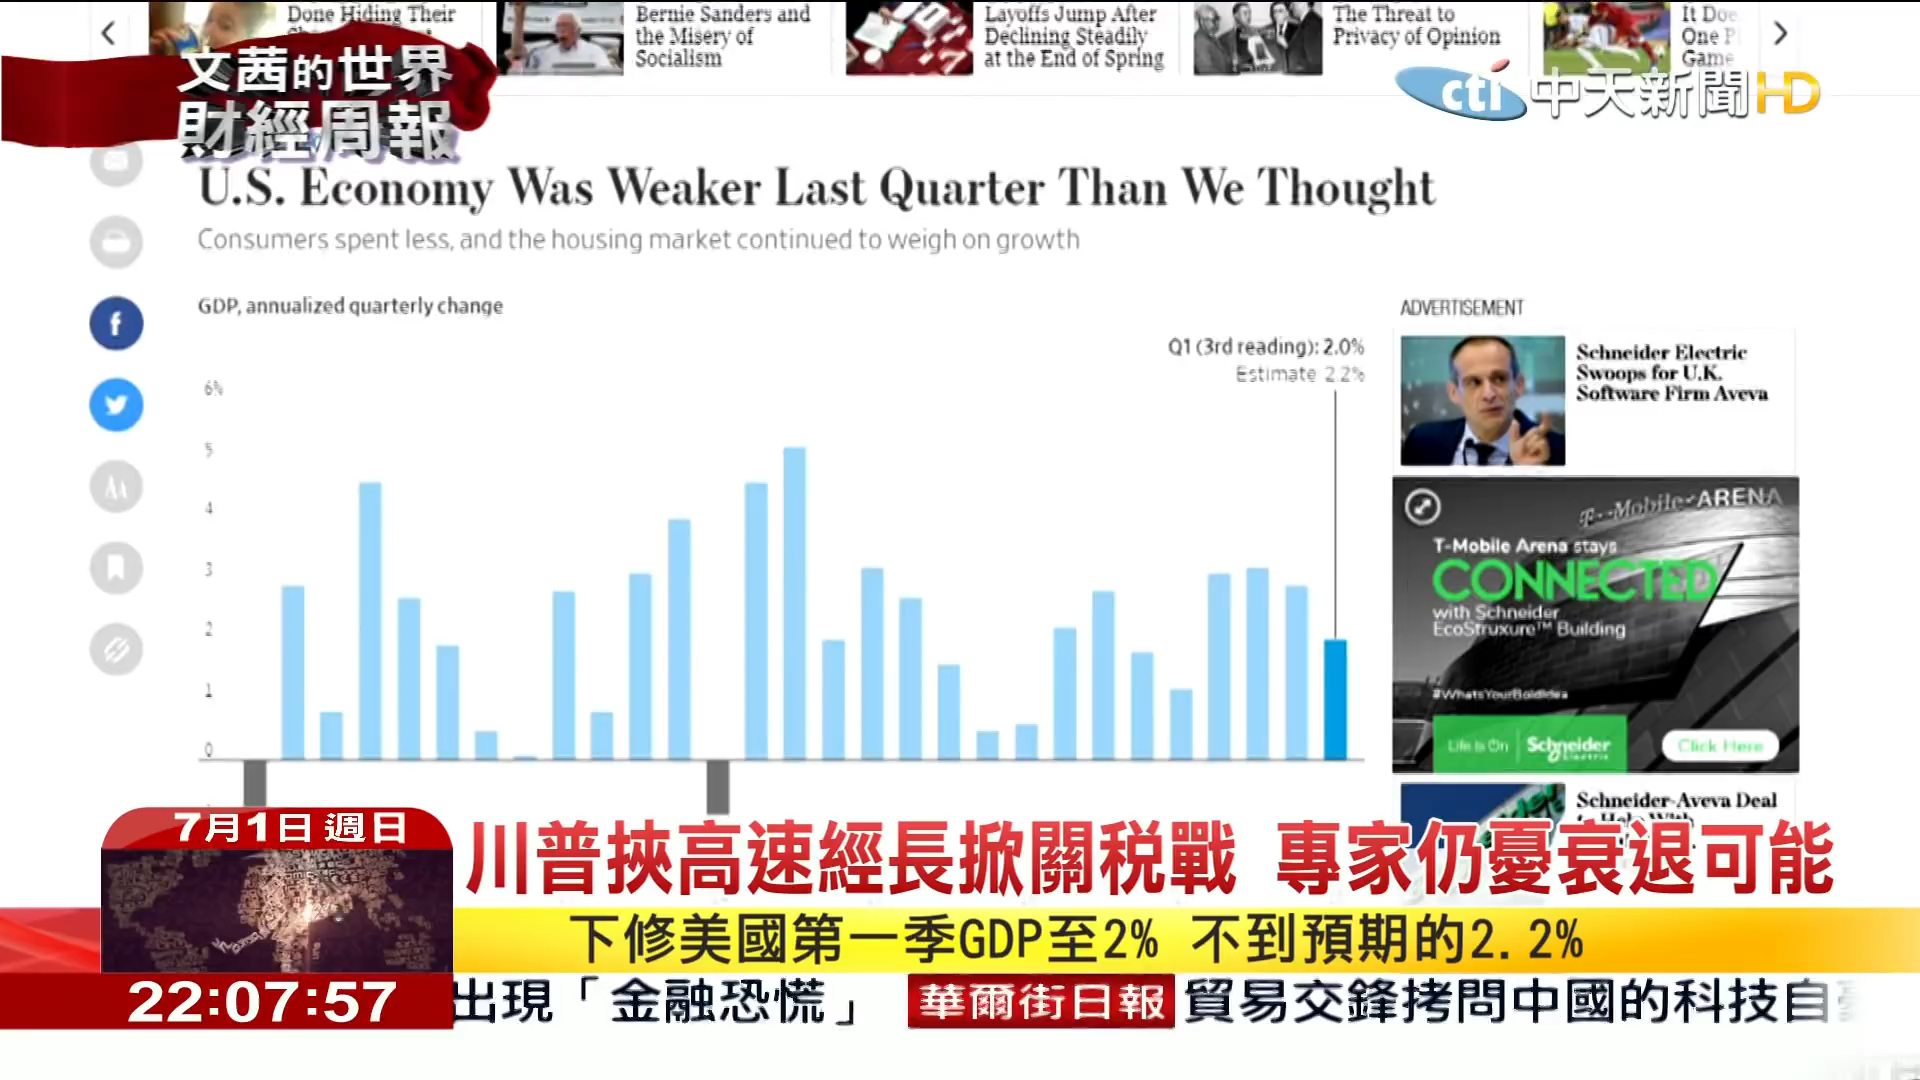 Done Hiding Their
Bernie Sanders and
the Misery of
Socialism
Layoffs Jump After
Declining Steadily
at the End of Spring
The Threat to
Privacy of Opinion
It Doe
One P
Game
文茜的世界
財經周報
cti 中天新聞HD
U.S. Economy Was Weaker Last Quarter Than We Thought
Consumers spent less, and the housing market continued to weigh on growth
GDP, annualized quarterly change
Q1 (3rd reading): 2.0%
Estimate 2.2%
6%
5
4
3
2
1
0
f
AA
ADVERTISEMENT
Schneider Electric
Swoops for U.K.
Software Firm Aveva
T-Mobile ARENA
T-Mobile Arena stays
CONNECTED
with Schneider
EcoStruxure™ Building
#WhatsYourBoldIdea
Life Is On Schneider
Electric
Click Here
Schneider-Aveva Deal
7月1日 週日
川普挾高速經長掀關税戰 專家仍憂衰退可能
下修美國第一季GDP至2% 不到預期的2.2%
22:07:57
出現「金融恐慌」 華爾街日報 貿易交鋒拷問中國的科技自